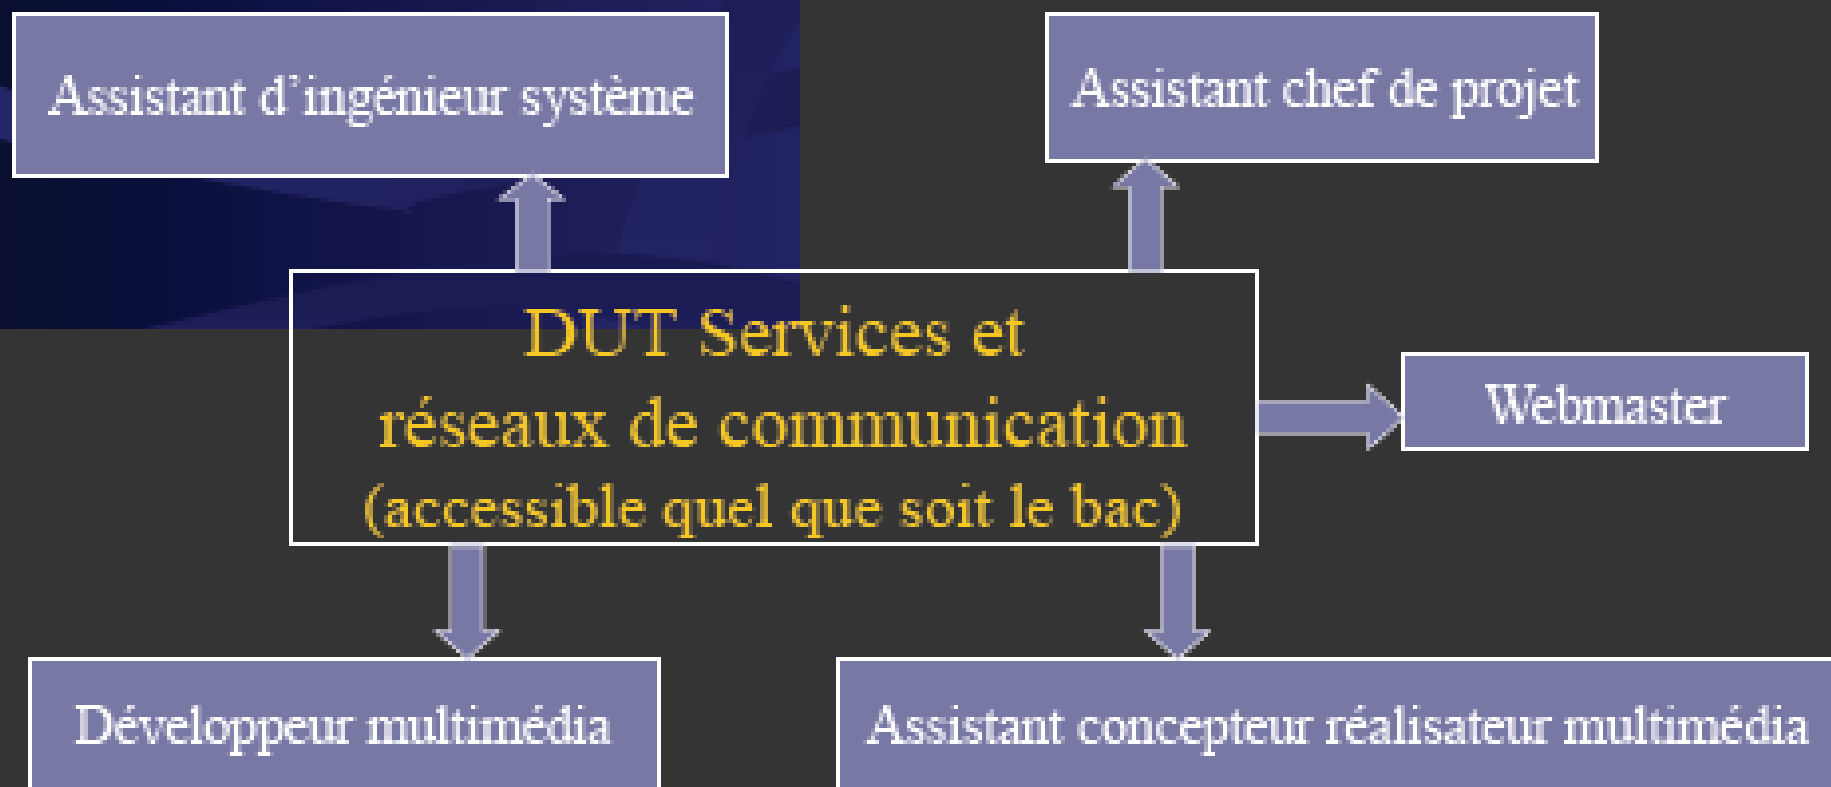 Assistant d'ingénieur système
Assistant chef de projet
DUT Services et
réseaux de communication
(accessible quel que soit le bac)
Webmaster
Développeur multimédia
Assistant concepteur réalisateur multimédia